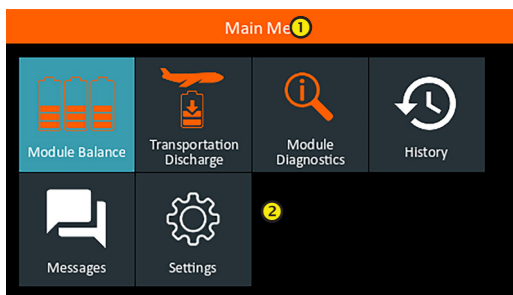 Main Me 1
Module Balance
Transportation
Discharge
Module
Diagnostics
History
Messages
Settings
2